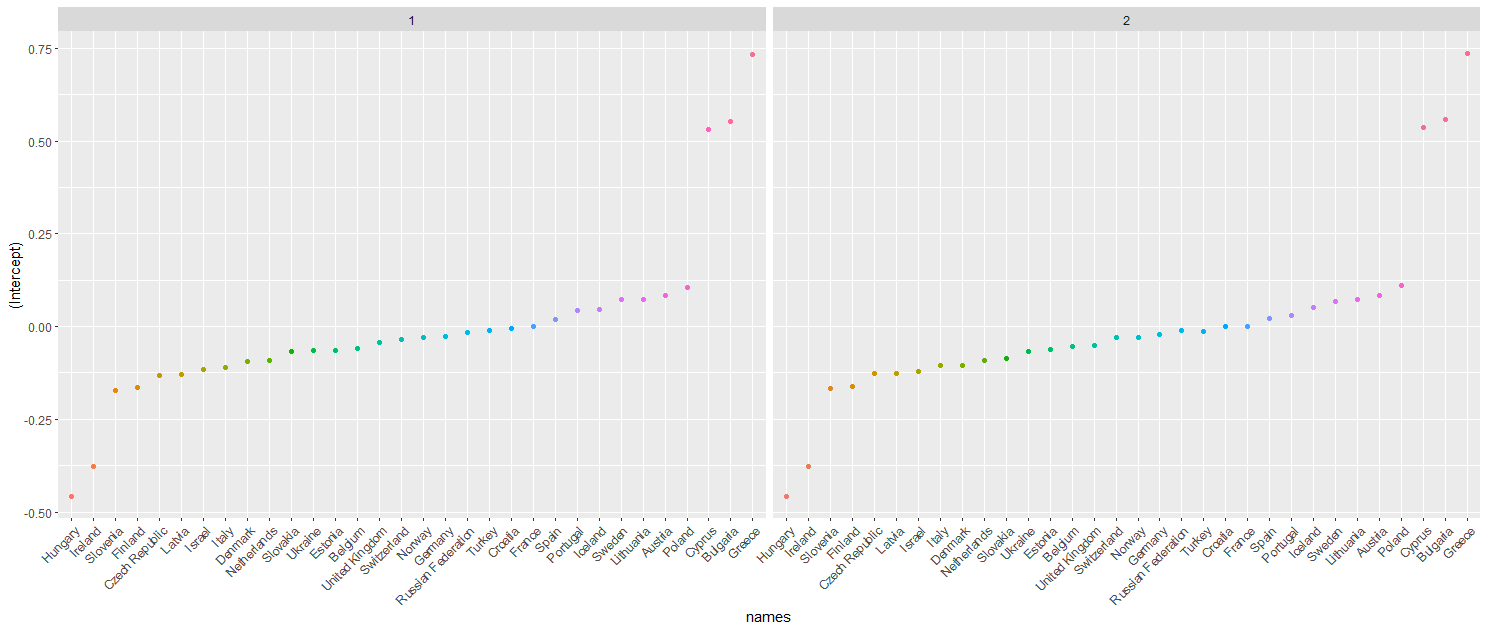 1
2
0.75
0.50
0.25
0.00
-0.25
-0.50
(Intercept)
Hungary
Ireland
Slovenia
Finland
Czech Republic
Latvia
Israel
Italy
Denmark
Netherlands
Slovakia
Ukraine
Estonia
Belgium
United Kingdom
Switzerland
Norway
Germany
Russian Federation
Turkey
Croatia
France
Spain
Portugal
Iceland
Sweden
Lithuania
Austria
Poland
Cyprus
Bulgaria
Greece
Hungary
Ireland
Slovenia
Finland
Czech Republic
Latvia
Israel
Italy
Denmark
Netherlands
Slovakia
Ukraine
Estonia
Belgium
United Kingdom
Switzerland
Norway
Germany
Russian Federation
Turkey
Croatia
France
Spain
Portugal
Iceland
Sweden
Lithuania
Austria
Poland
Cyprus
Bulgaria
Greece
names